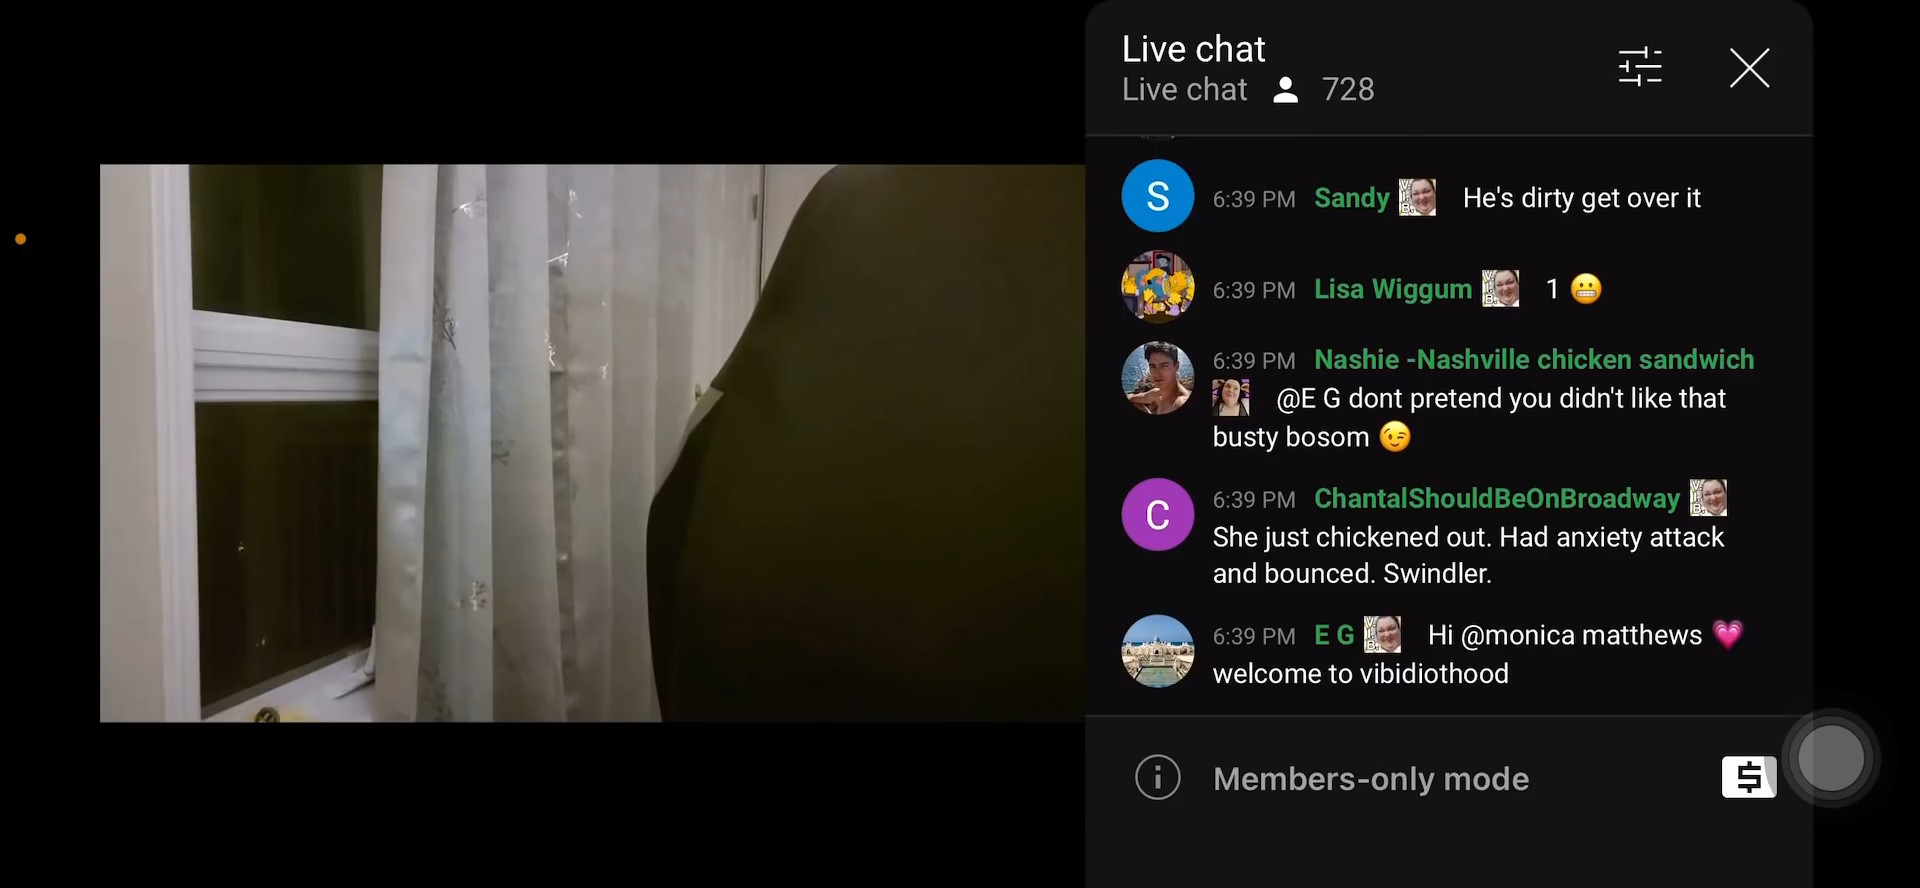 Live chat
Live chat 728
S 6:39 PM Sandy He's dirty get over it
6:39 PM Lisa Wiggum 1 😬
6:39 PM Nashie -Nashville chicken sandwich
@E G dont pretend you didn't like that
busty bosom 😉
C 6:39 PM ChantalShouldBeOnBroadway
She just chickened out. Had anxiety attack
and bounced. Swindler.
6:39 PM E G Hi @monica matthews 💗
welcome to vibidiothood
Members-only mode $